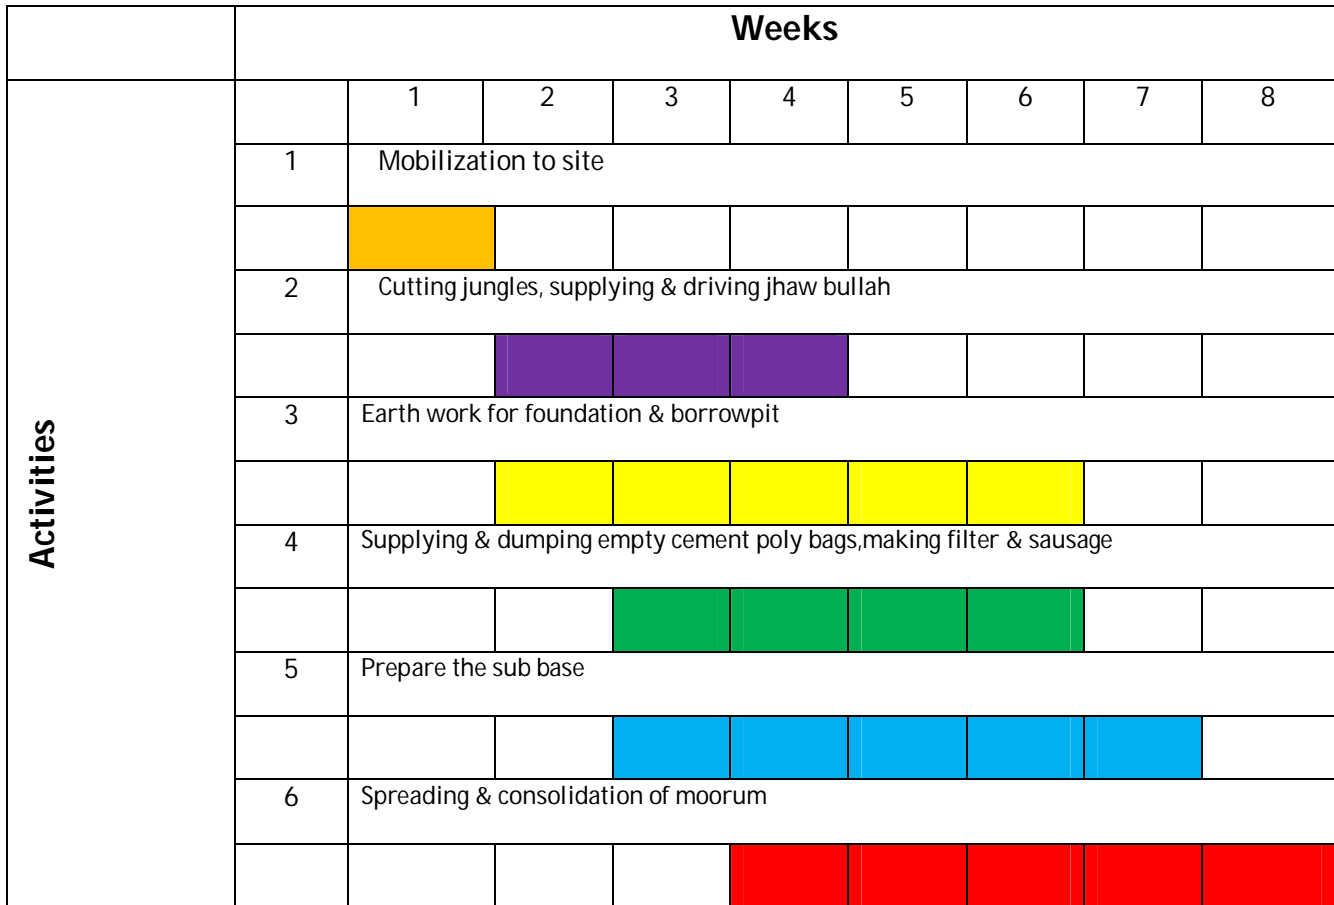 Weeks
1 2 3 4 5 6 7 8
Activities
1 Mobilization to site
2 Cutting jungles, supplying & driving jhaw bullah
3 Earth work for foundation & borrowpit
4 Supplying & dumping empty cement poly bags,making filter & sausage
5 Prepare the sub base
6 Spreading & consolidation of moorum